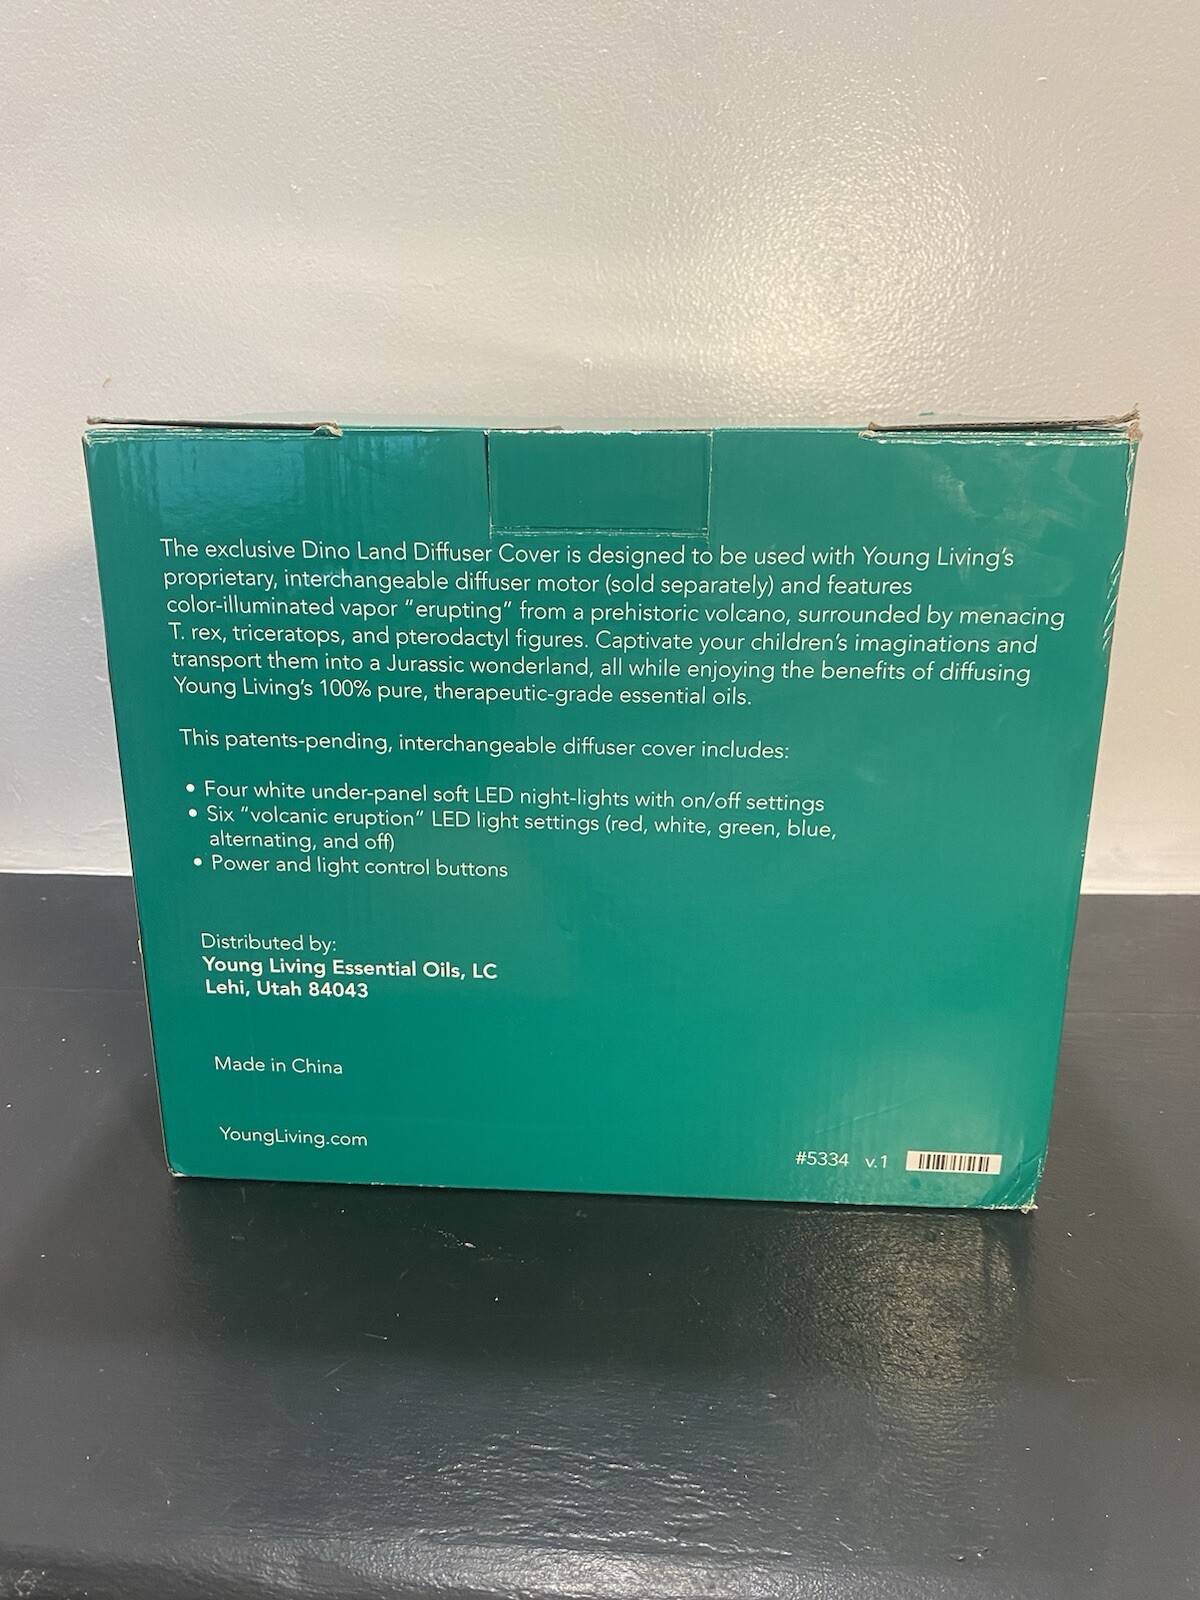 The exclusive Dino Land Diffuser Cover is designed to be used with Young Living's
proprietary, interchangeable diffuser motor (sold separately) and features
color-illuminated vapor "erupting" from a prehistoric volcano, surrounded by menacing
T. rex, triceratops, and pterodactyl figures. Captivate your children's imaginations and
transport them into a Jurassic wonderland, all while enjoying the benefits of diffusing
Young Living's 100% pure, therapeutic-grade essential oils.
This patents-pending, interchangeable diffuser cover includes:
• Four white under-panel soft LED night-lights with on/off settings
• Six "volcanic eruption" LED light settings (red, white, green, blue,
alternating, and off)
• Power and light control buttons
Distributed by:
Young Living Essential Oils, LC
Lehi, Utah 84043
Made in China
YoungLiving.com
#5334 v.1